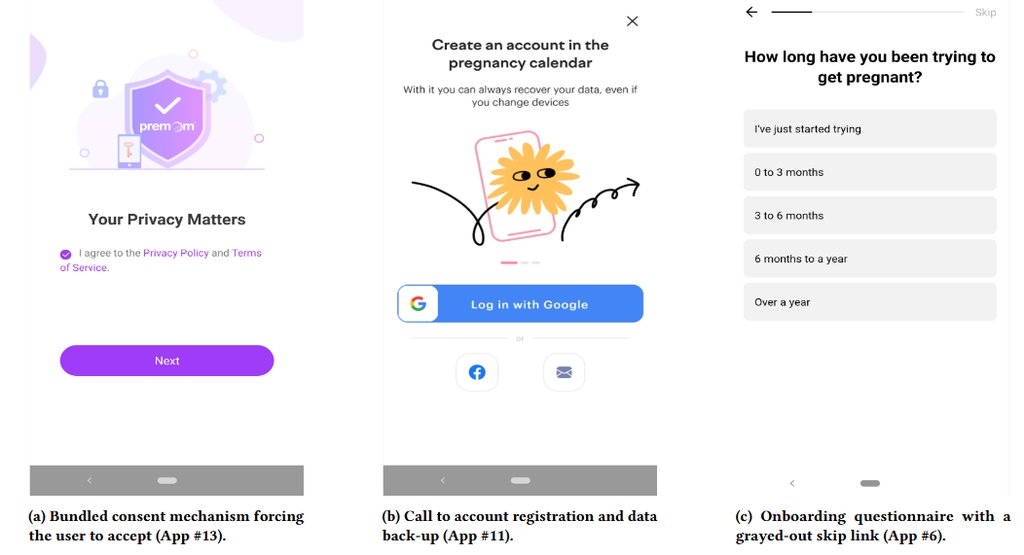 premom
Your Privacy Matters
I agree to the Privacy Policy and Terms
of Service.
Next
(a) Bundled consent mechanism forcing
the user to accept (App #13).
Create an account in the
pregnancy calendar
With it you can always recover your data, even if
you change devices
Log in with Google
or
(b) Call to account registration and data
back-up (App #11).
Skip
How long have you been trying to
get pregnant?
I've just started trying
0 to 3 months
3 to 6 months
6 months to a year
Over a year
(c) Onboarding questionnaire with a
grayed-out skip link (App #6).